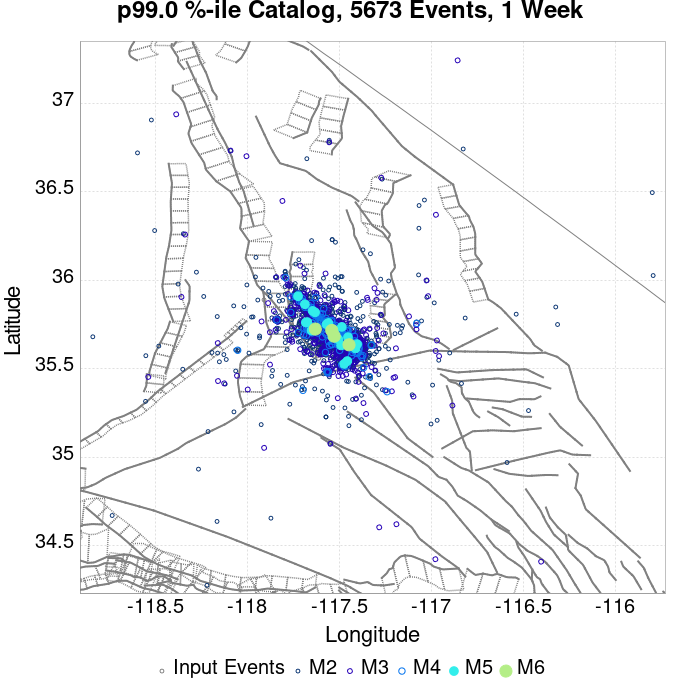 p99.0 %-ile Catalog, 5673 Events, 1 Week
37
36.5
36
35.5
35
34.5
Latitude
-118.5 -118 -117.5 -117 -116.5 -116
Longitude
Input Events M2 M3 M4 M5 M6